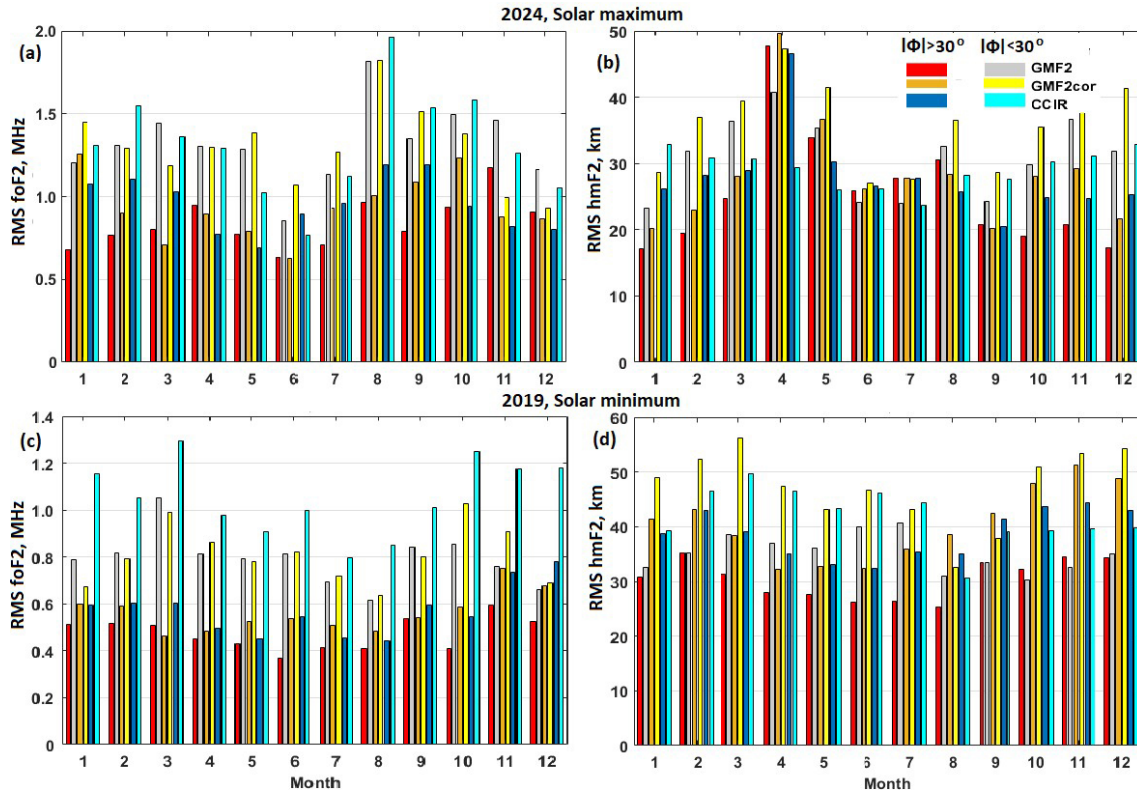 2024, Solar maximum
(a)
RMS foF2, MHz
2.0
1.5
1.0
0.5
0
1 2 3 4 5 6 7 8 9 10 11 12
(b)
RMS hmF2, km
50
40
30
20
10
0
1 2 3 4 5 6 7 8 9 10 11 12
|Φ|>30° |Φ|<30°
GMF2
GMF2cor
CCIR
2019, Solar minimum
(c)
RMS foF2, MHz
1.4
1.2
1.0
0.8
0.6
0.4
0.2
0
1 2 3 4 5 6 7 8 9 10 11 12
Month
(d)
RMS hmF2, km
60
50
40
30
20
10
0
1 2 3 4 5 6 7 8 9 10 11 12
Month